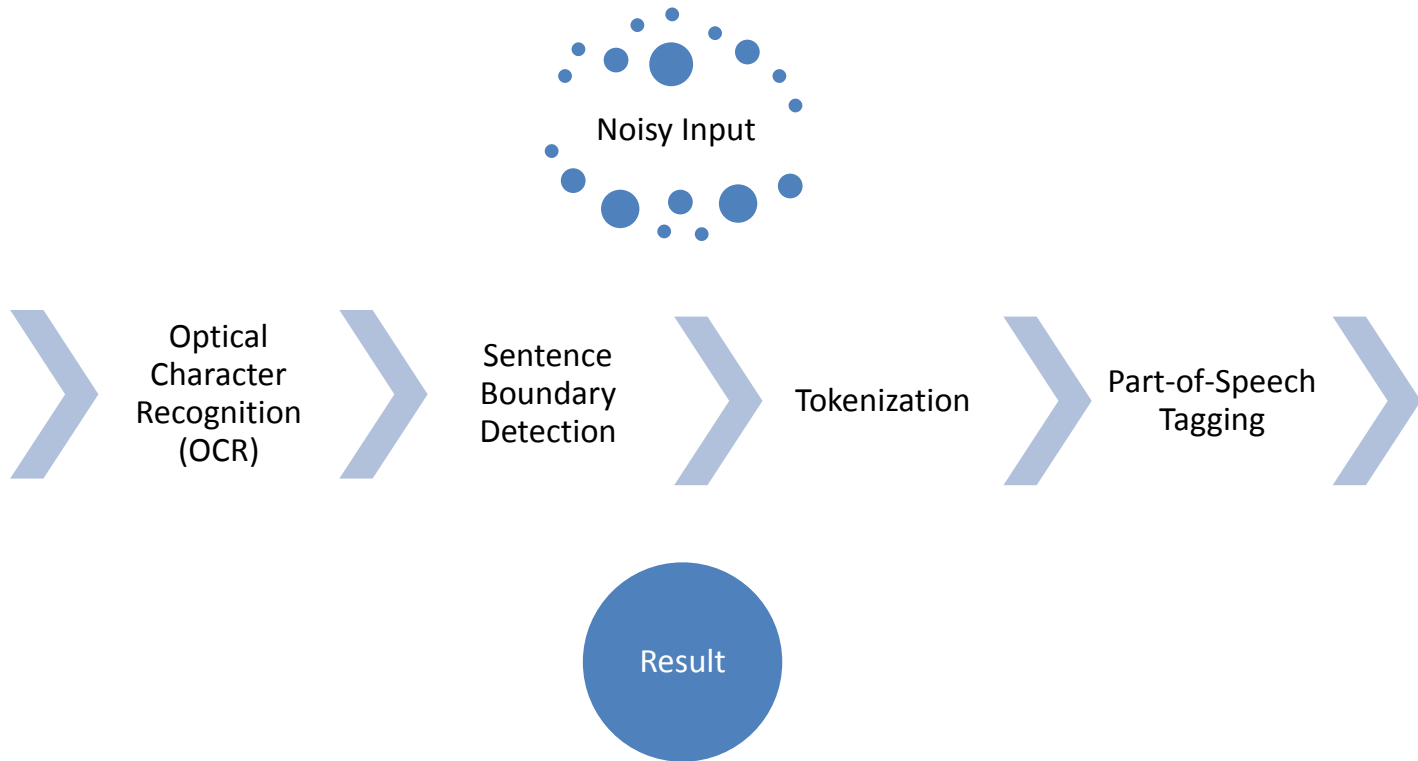 Noisy Input
Optical
Character
Recognition
(OCR)
Sentence
Boundary
Detection
Tokenization
Part-of-Speech
Tagging
Result